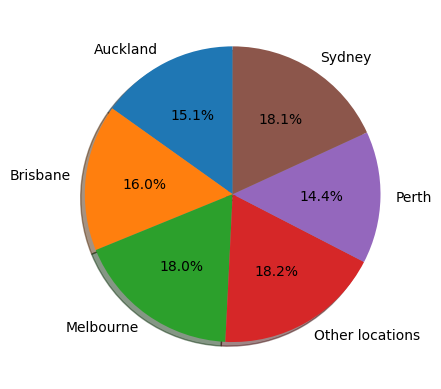 Auckland
15.1%
Brisbane
16.0%
Melbourne
18.0%
Other locations
18.2%
Perth
14.4%
Sydney
18.1%